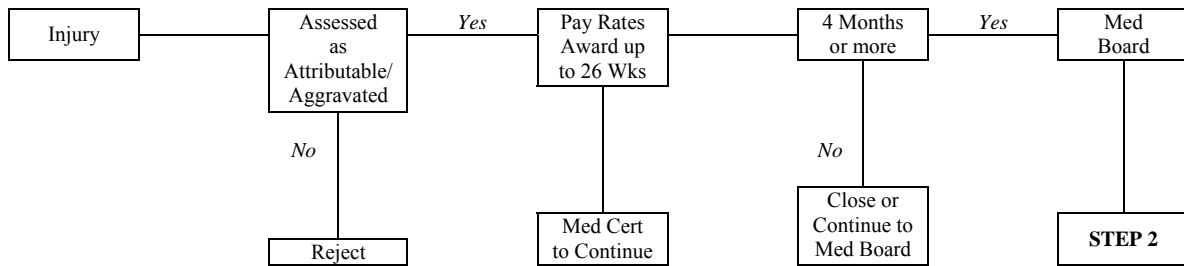 Injury
Assessed
as
Attributable/
Aggravated
Yes
Pay Rates
Award up
to 26 Wks
4 Months
or more
Yes
Med
Board
No
No
Reject
Med Cert
to Continue
Close or
Continue to
Med Board
STEP 2